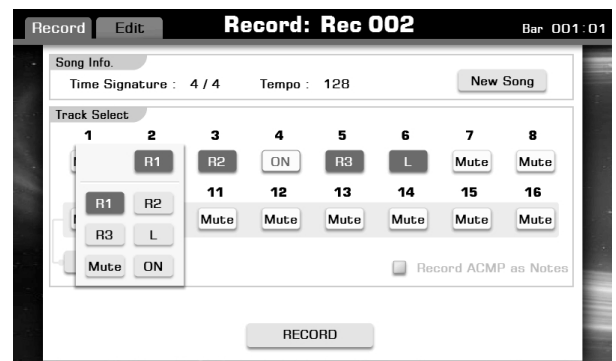 Record Edit Record: Rec 002 Bar 001:01
Song Info.
Time Signature : 4 / 4 Tempo : 128 New Song
Track Select
1 2 3 4 5 6 7 8
R1 R2 ON R3 L Mute Mute
11 12 13 14 15 16
R1 R2 Mute Mute Mute Mute Mute Mute
R3 L
Mute ON Record ACMP as Notes
RECORD